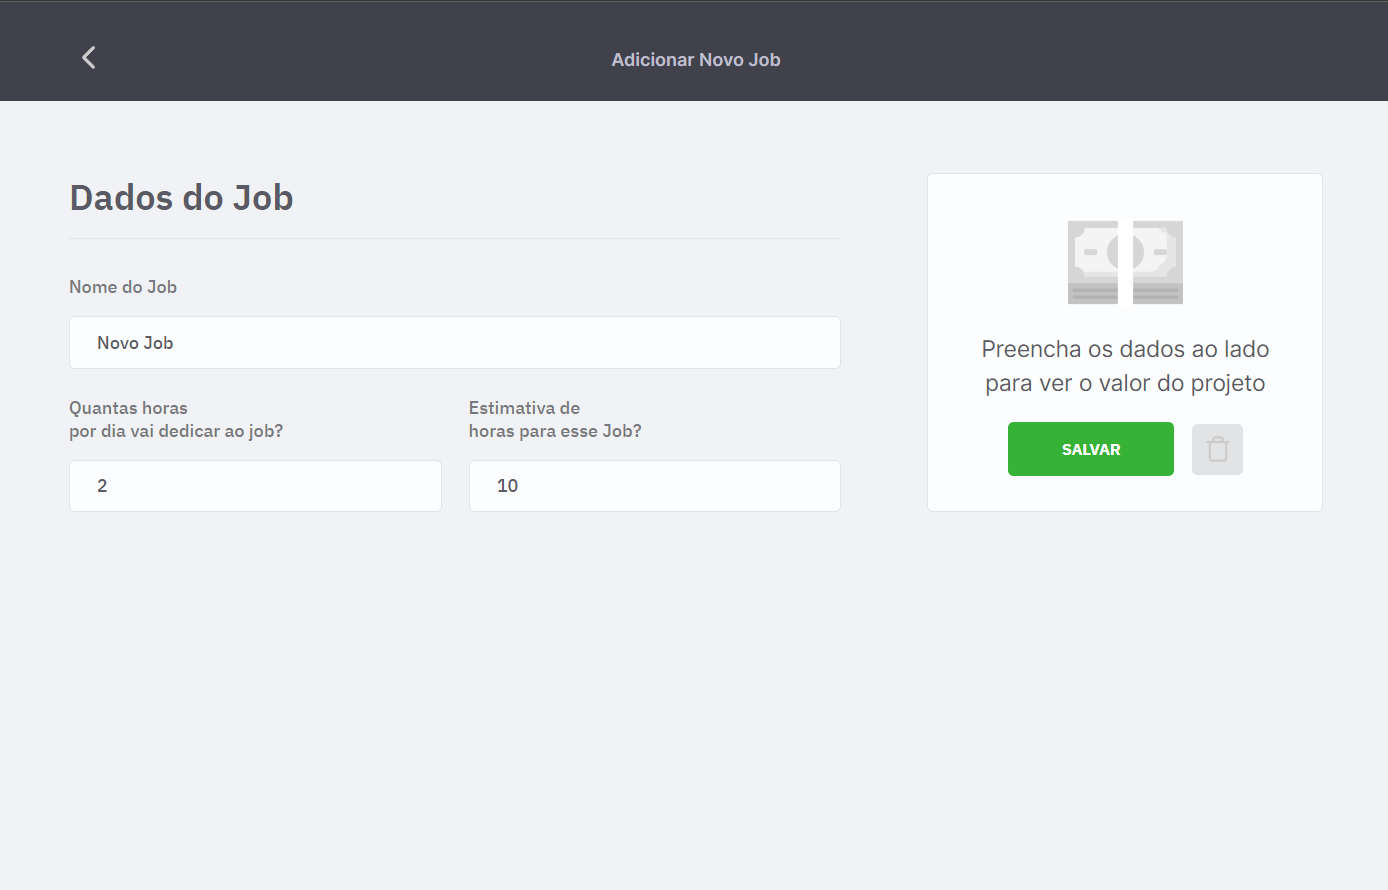 Adicionar Novo Job
Dados do Job
Nome do Job
Novo Job
Quantas horas
por dia vai dedicar ao job?
2
Estimativa de
horas para esse Job?
10
Preencha os dados ao lado
para ver o valor do projeto
SALVAR